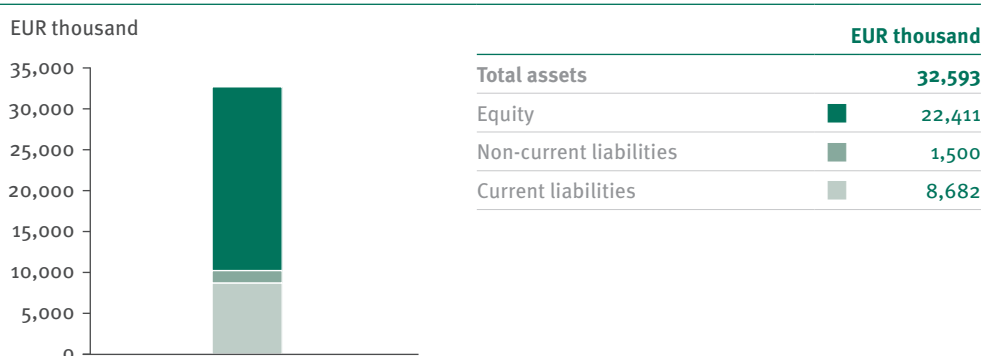 EUR thousand
35,000
30,000
25,000
20,000
15,000
10,000
5,000
0
EUR thousand
Total assets 32,593
Equity 22,411
Non-current liabilities 1,500
Current liabilities 8,682